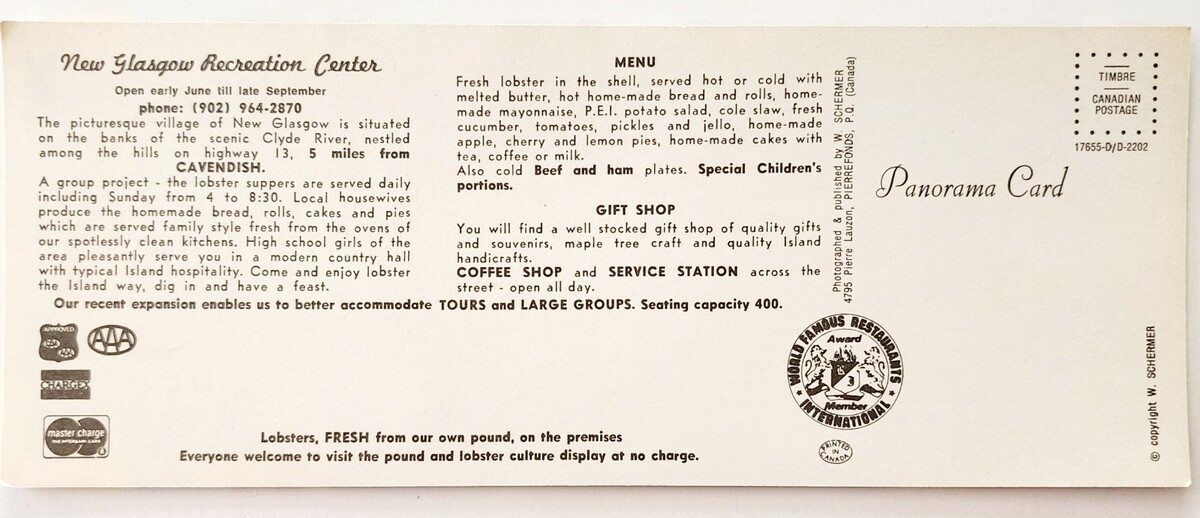 New Glasgow Recreation Center
Open early June till late September
phone: (902) 964-2870
The picturesque village of New Glasgow is situated
on the banks of the scenic Clyde River, nestled
among the hills on highway 13, 5 miles from
CAVENDISH.
A group project - the lobster suppers are served daily
including Sunday from 4 to 8:30. Local housewives
produce the homemade bread, rolls, cakes and pies
which are served family style fresh from the ovens of
our spotlessly clean kitchens. High school girls of the
area pleasantly serve you in a modern country hall
with typical Island hospitality. Come and enjoy lobster
the Island way, dig in and have a feast.
MENU
Fresh lobster in the shell, served hot or cold with
melted butter, hot home-made bread and rolls, home-
made mayonnaise, P.E.I. potato salad, cole slaw, fresh
cucumber, tomatoes, pickles and jello, home-made
apple, cherry and lemon pies, home-made cakes with
tea, coffee or milk.
Also cold Beef and ham plates. Special Children's
portions.
GIFT SHOP
You will find a well stocked gift shop of quality gifts
and souvenirs, maple tree craft and quality Island
handicrafts.
COFFEE SHOP and SERVICE STATION across the
street - open all day.
Our recent expansion enables us to better accommodate TOURS and LARGE GROUPS. Seating capacity 400.
APPROVED
CAA
AAA
AAA
CHARGEX
master charge
THE INTERBANK CARD
Lobsters, FRESH from our own pound, on the premises
Everyone welcome to visit the pound and lobster culture display at no charge.
Photographed & published by W. SCHERMER
4795 Pierre Lauzon, PIERREFONDS, P.Q. (Canada)
WORLD FAMOUS RESTAURANTS
INTERNATIONAL
Award
Member
PRINTED
IN
CANADA
TIMBRE
CANADIAN
POSTAGE
17655-D/D-2202
Panorama Card
© copyright W. SCHERMER